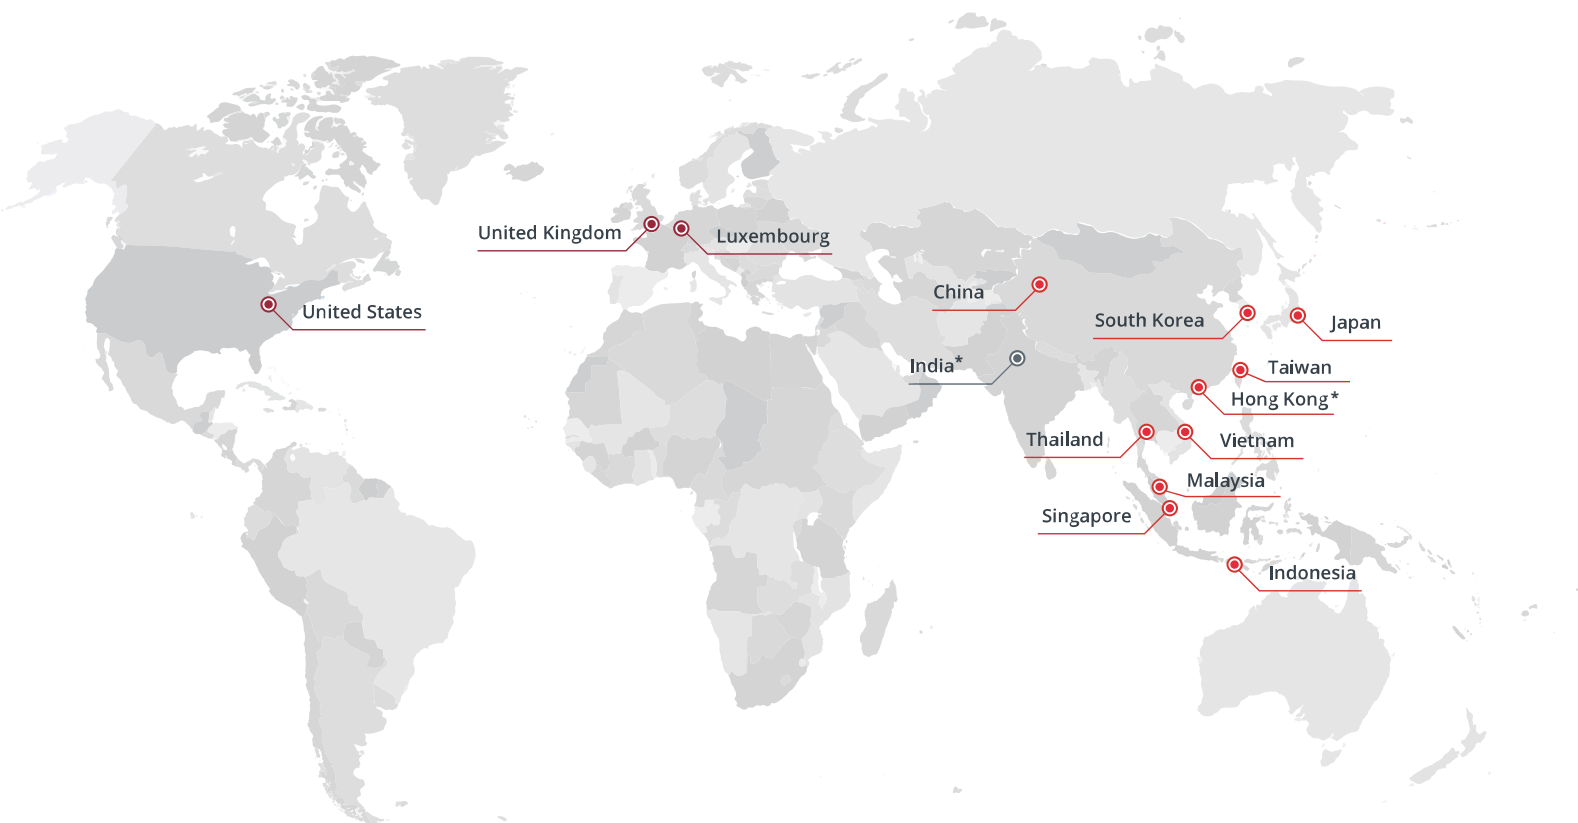 United Kingdom
Luxembourg
China
United States
South Korea
Japan
India*
Taiwan
Hong Kong*
Thailand
Vietnam
Malaysia
Singapore
Indonesia